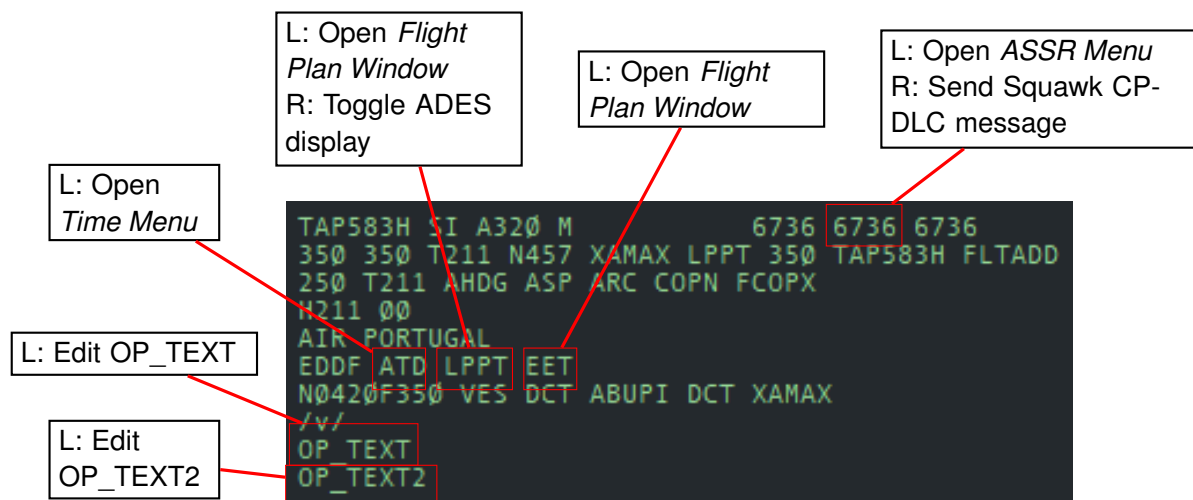 L: Open Flight
Plan Window
R: Toggle ADES
display
L: Open Flight
Plan Window
L: Open ASSR Menu
R: Send Squawk CP-
DLC message
L: Open
Time Menu
L: Edit OP_TEXT
L: Edit
OP_TEXT2
TAP583H SI A320 M 6736 6736 6736
350 350 T211 N457 XAMAX LPPT 350 TAP583H FLTADD
250 T211 AHDG ASP ARC COPN FCOPX
H211 00
AIR PORTUGAL
EDDF ATD LPPT EET
N0420F350 VES DCT ABUPI DCT XAMAX
/v/
OP_TEXT
OP_TEXT2